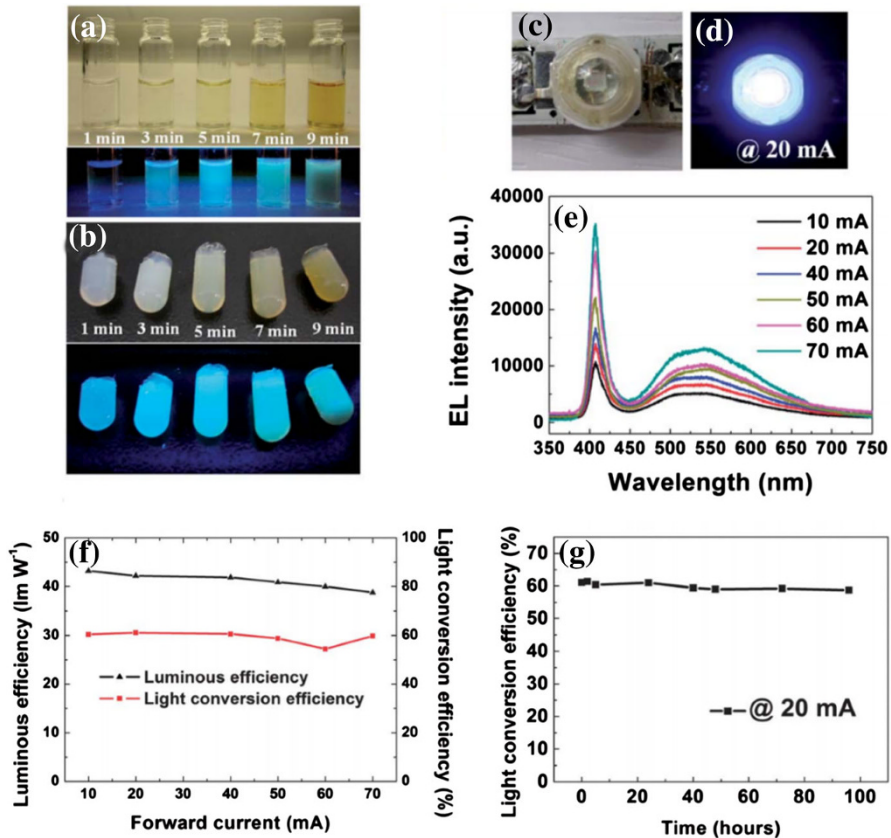 (a)
1 min 3 min 5 min 7 min 9 min
(b)
1 min 3 min 5 min 7 min 9 min
(c)
(d)
@ 20 mA
(e)
EL intensity (a.u.)
40000
30000
20000
10000
0
10 mA
20 mA
40 mA
50 mA
60 mA
70 mA
350 400 450 500 550 600 650 700 750
Wavelength (nm)
(f)
Luminous efficiency (lm W⁻¹)
50
40
30
20
10
0
Luminous efficiency
Light conversion efficiency
100
80
60
40
20
0
Light conversion efficiency (%)
10 20 30 40 50 60 70
Forward current (mA)
(g)
Light conversion efficiency (%)
70
60
50
40
30
20
10
0
@ 20 mA
0 20 40 60 80 100
Time (hours)